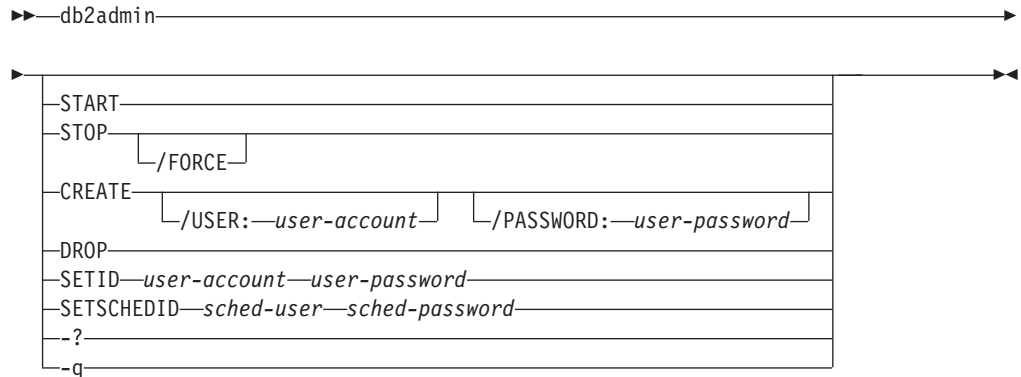 db2admin
START
STOP
/FORCE
CREATE
/USER: user-account /PASSWORD: user-password
DROP
SETID user-account user-password
SETSCHEDID sched-user sched-password
-?
-q